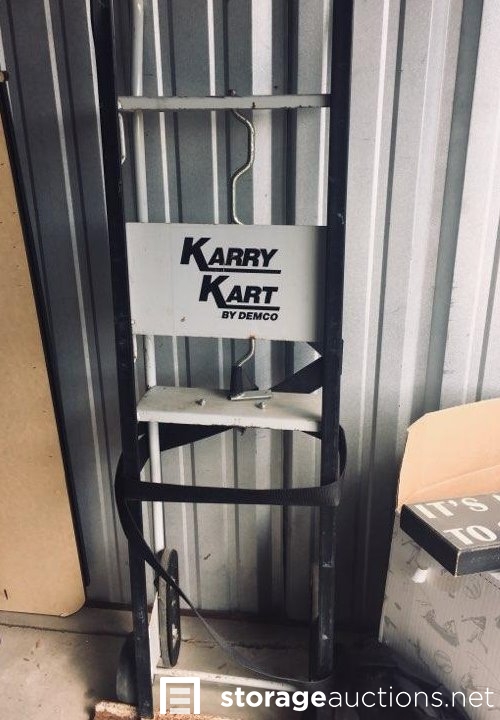 KARRY
KART
BY DEMCO
IT'S
TO
storageauctions.net